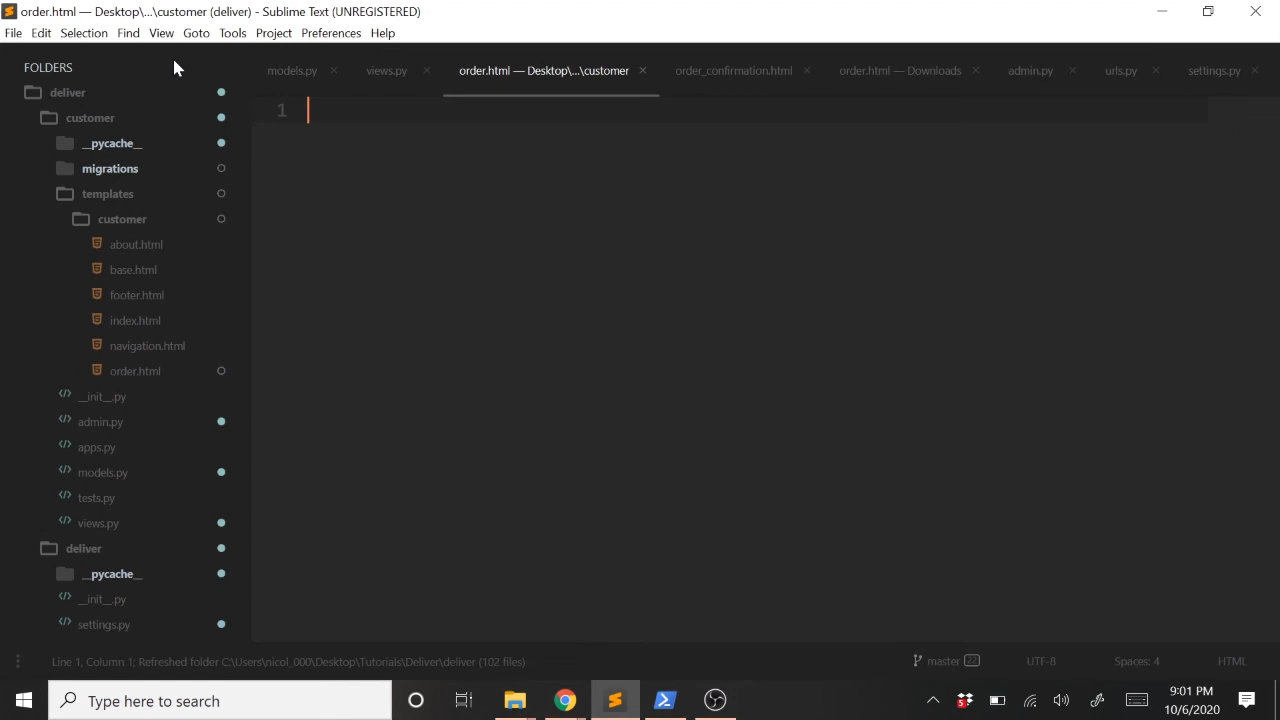 order.html — Desktop\...\customer (deliver) - Sublime Text (UNREGISTERED)
File Edit Selection Find View Goto Tools Project Preferences Help
FOLDERS
models.py
views.py
order.html — Desktop\...\customer
order_confirmation.html
order.html — Downloads
admin.py
urls.py
settings.py
1
deliver
customer
__pycache__
migrations
templates
customer
about.html
base.html
footer.html
index.html
navigation.html
order.html
__init__.py
admin.py
apps.py
models.py
tests.py
views.py
deliver
__pycache__
__init__.py
settings.py
Line 1, Column 1; Refreshed folder C:\Users\nicol_000\Desktop\Tutorials\Deliver\deliver (102 files)
master 22
UTF-8
Spaces: 4
HTML
Type here to search
9:01 PM
10/6/2020